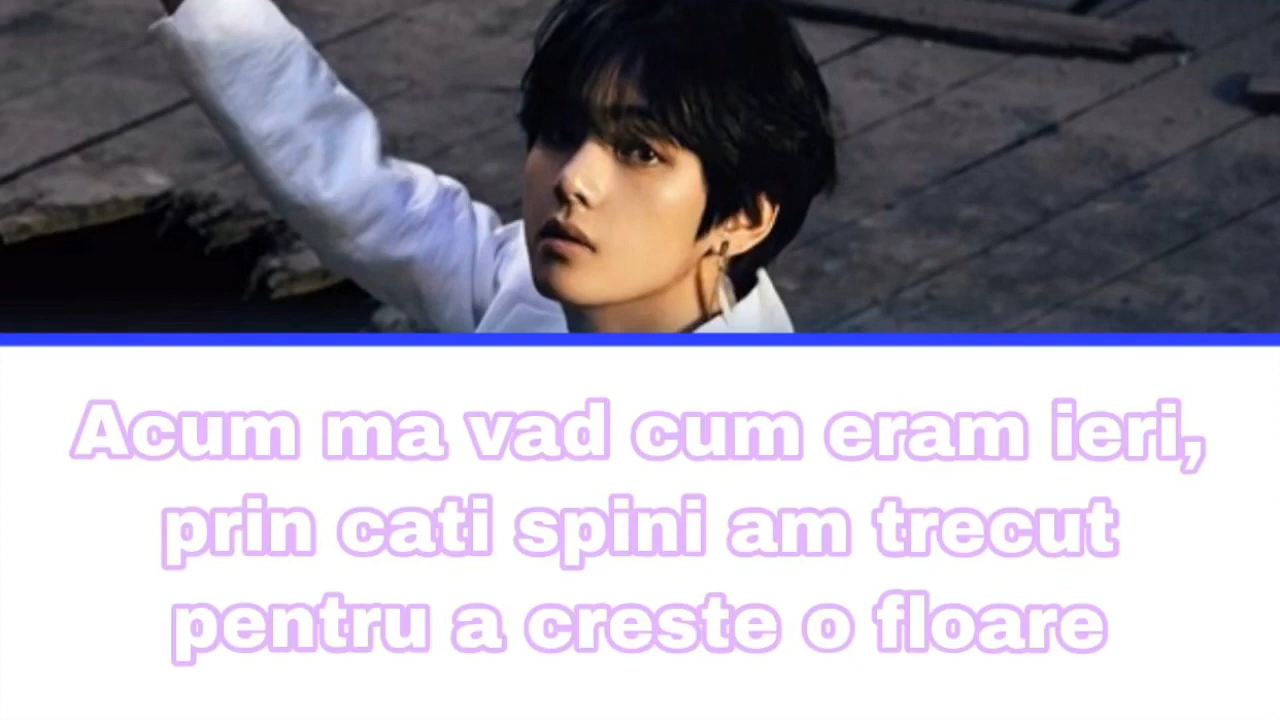 Acum ma vad cum eram ieri,
prin cati spini am trecut
pentru a creste o floare